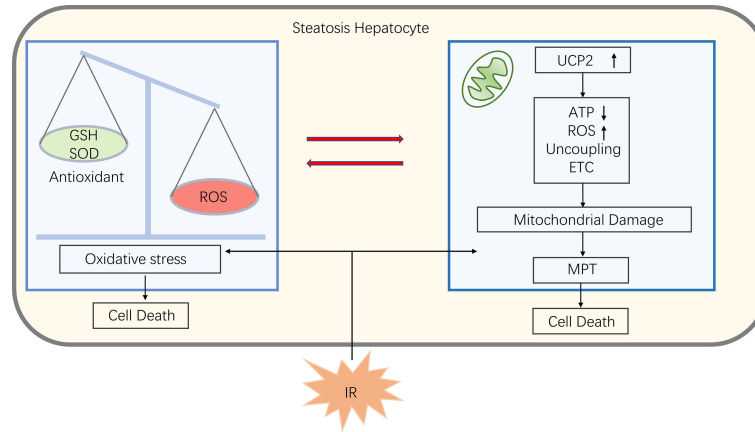 Steatosis Hepatocyte
GSH
SOD
Antioxidant
ROS
Oxidative stress
Cell Death
UCP2
ATP
ROS
Uncoupling
ETC
Mitochondrial Damage
MPT
Cell Death
IR